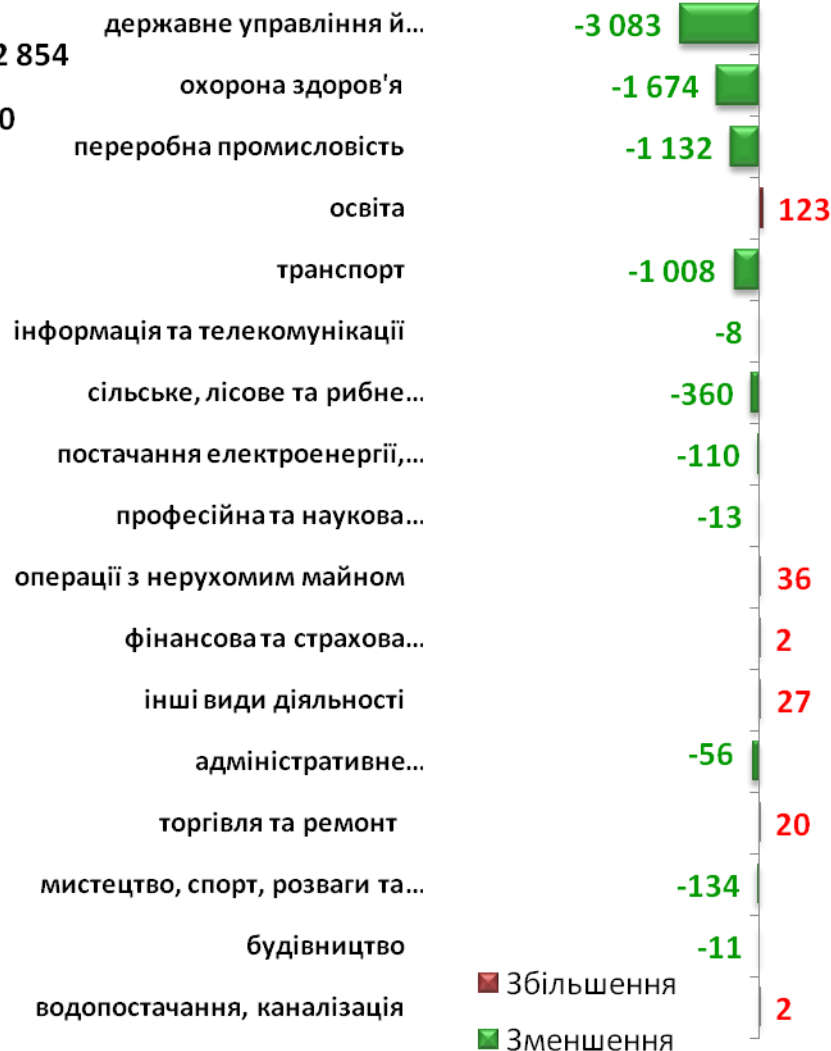 державне управління й... -3 083
2 854
охорона здоров'я -1 674
0
переробна промисловість -1 132
освіта 123
транспорт -1 008
інформація та телекомунікації -8
сільське, лісове та рибне... -360
постачання електроенергії,... -110
професійна та наукова... -13
операції з нерухомим майном 36
фінансова та страхова... 2
інші види діяльності 27
адміністративне... -56
торгівля та ремонт 20
мистецтво, спорт, розваги та... -134
будівництво -11
Збільшення
водопостачання, каналізація 2
Зменшення